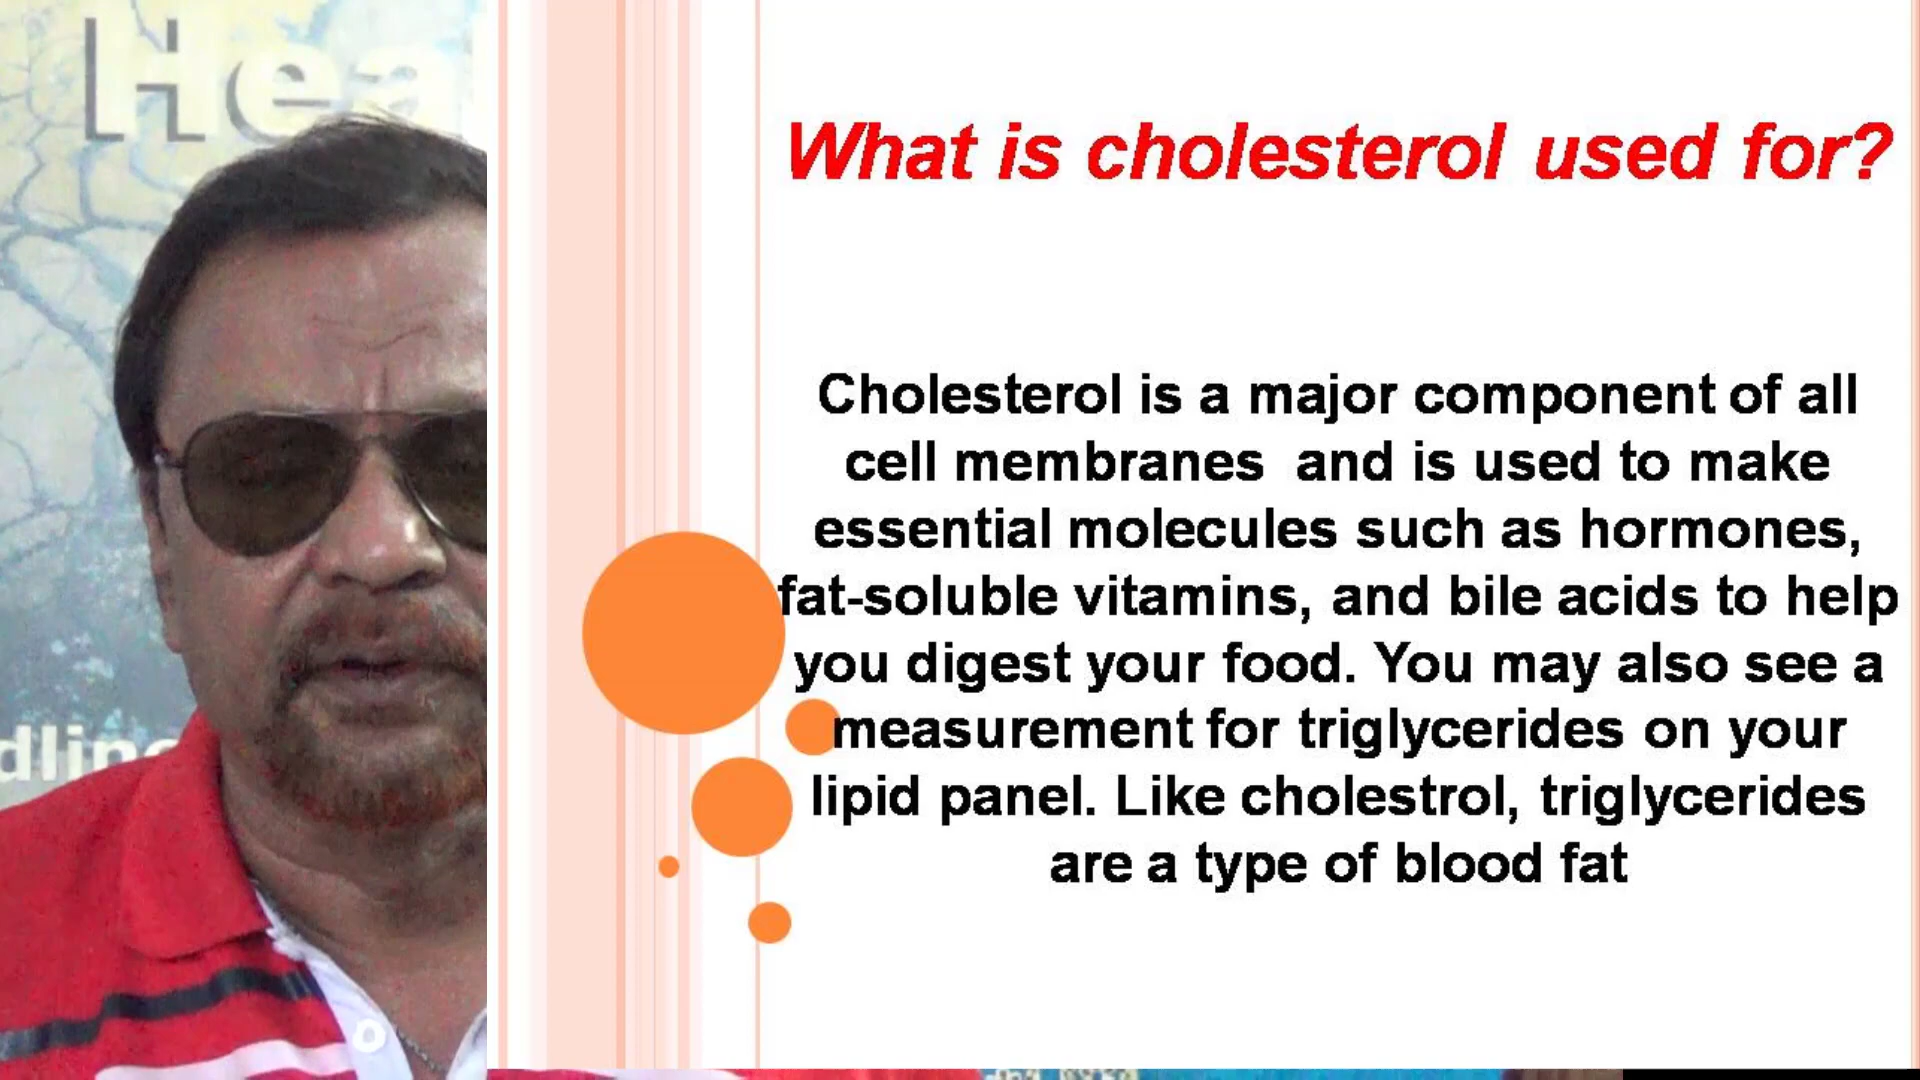 Hea
dline
What is cholesterol used for?
Cholesterol is a major component of all
cell membranes and is used to make
essential molecules such as hormones,
fat-soluble vitamins, and bile acids to help
you digest your food. You may also see a
measurement for triglycerides on your
lipid panel. Like cholestrol, triglycerides
are a type of blood fat